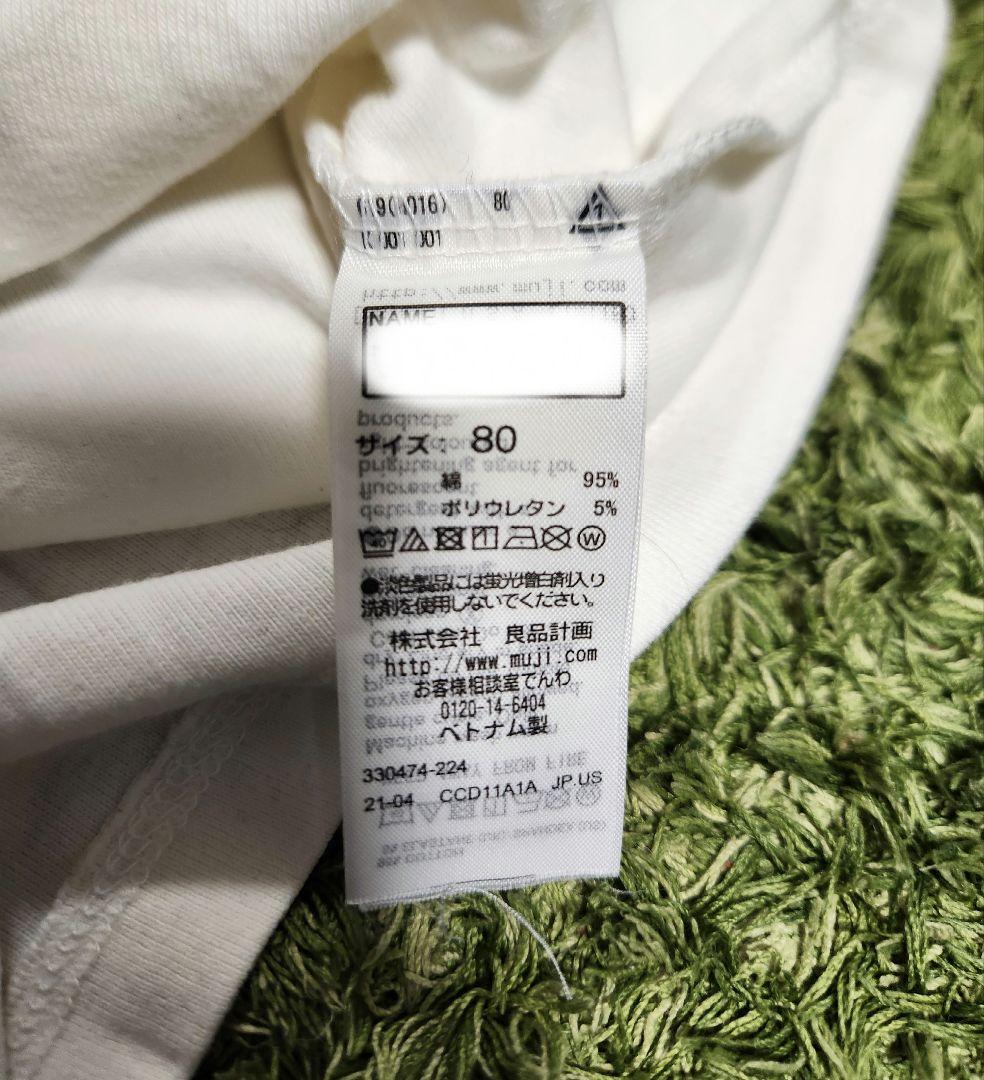 80
NAME
サイズ： 80
綿 95%
ポリウレタン 5%
40
W
●淡色製品には蛍光増白剤入り
洗剤を使用しないでください。
株式会社 良品計画
http://www.muji.com
お客様相談室でんわ
0120-14-6404
ベトナム製
330474-224
21-04 CCD11A1A JP.US